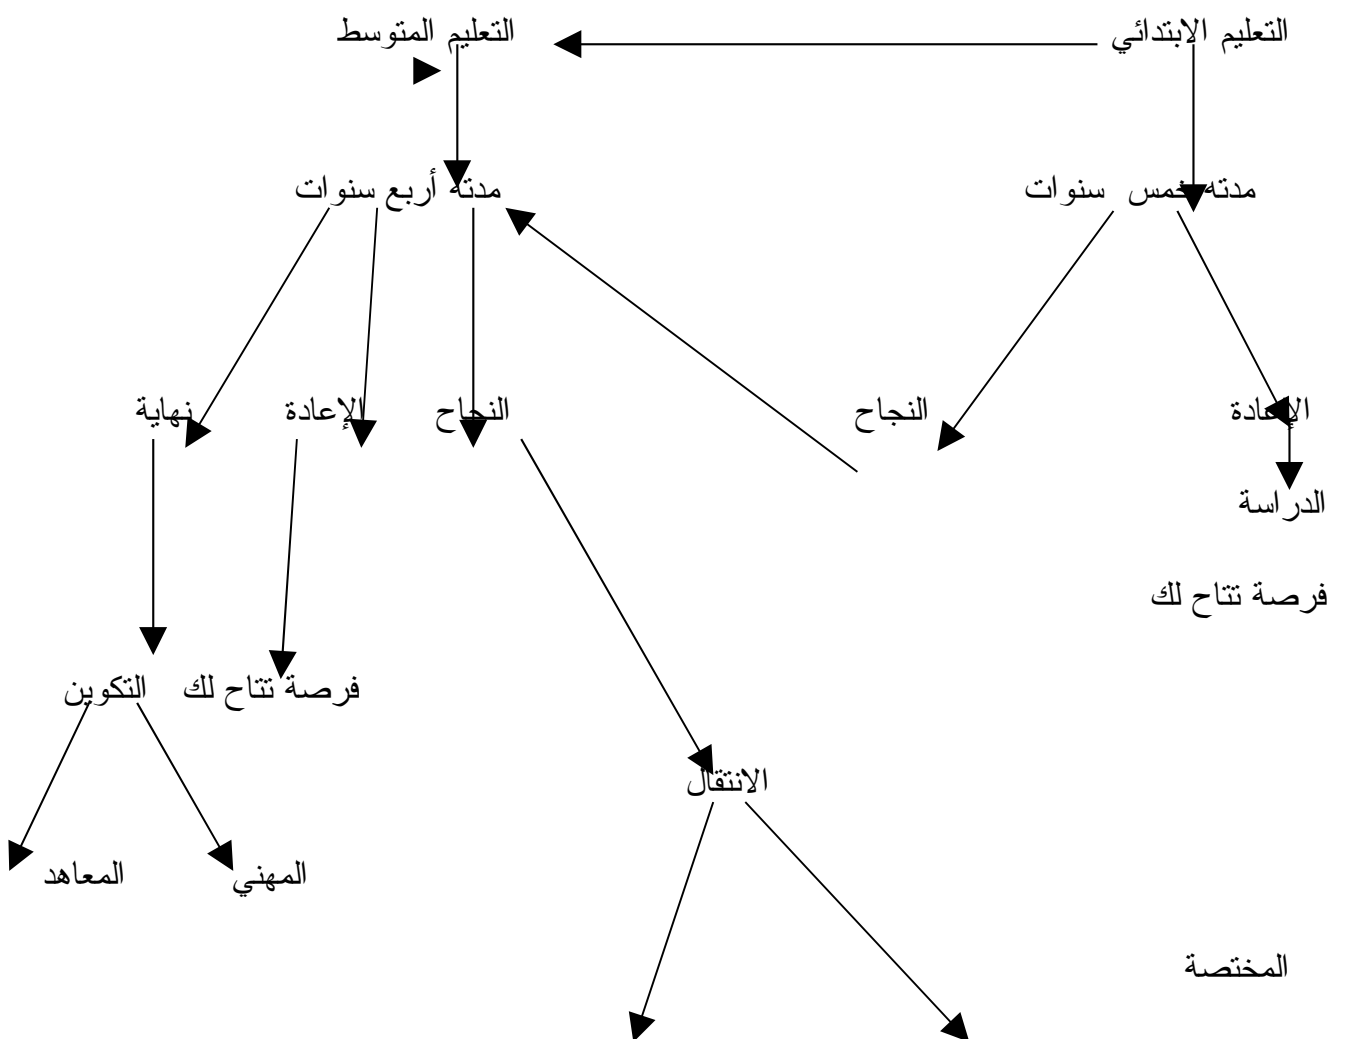 التعليم الابتدائي
التعليم المتوسط
مدته خمس سنوات
مدته أربع سنوات
الإعادة
النجاح
النجاح
الإعادة
نهاية
الدراسة
فرصة تتاح لك
فرصة تتاح لك
التكوين
الانتقال
المهني
المعاهد
المختصة